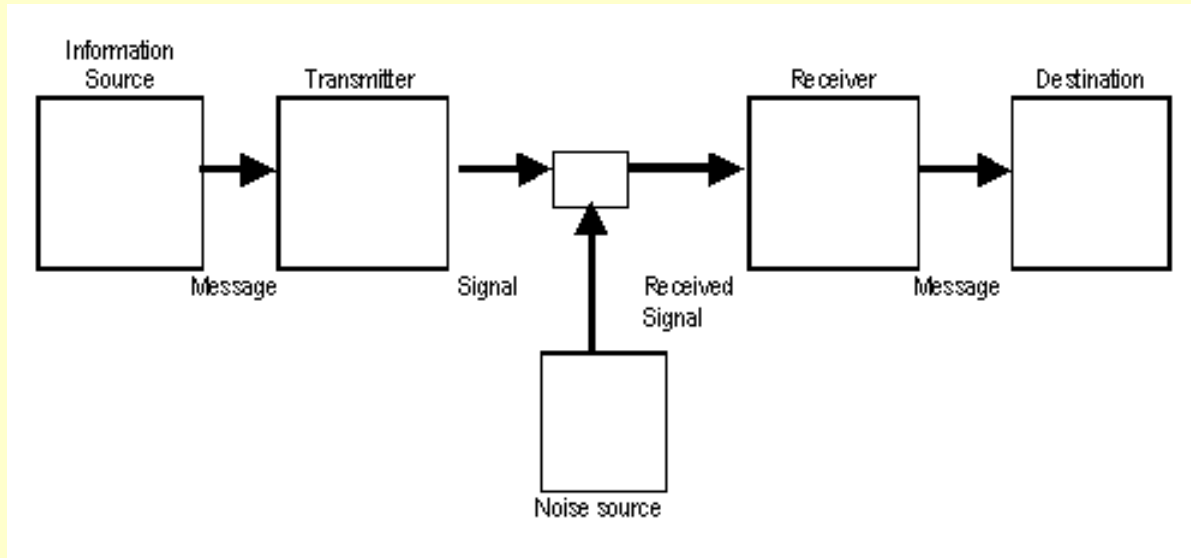 Information
Source
Transmitter
Receiver
Destination
Message
Signal
Received
Signal
Message
Noise source